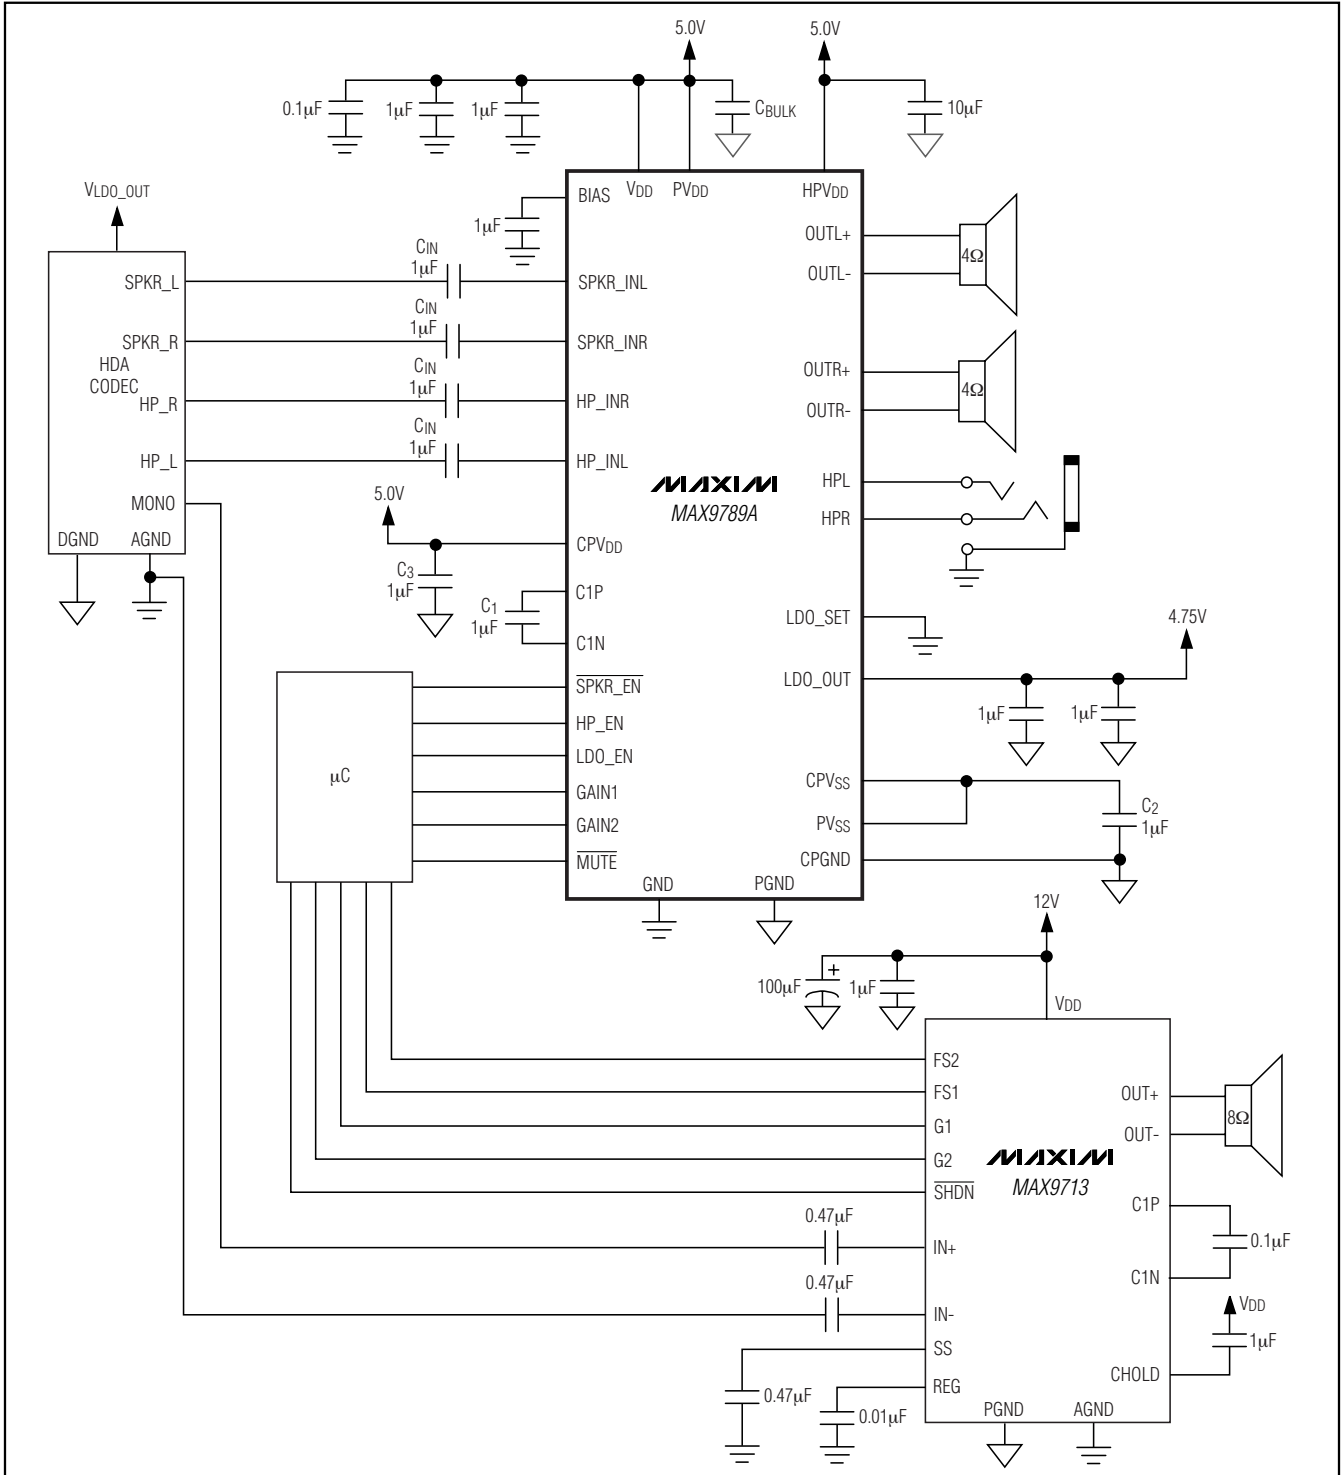 5.0V
5.0V
0.1µF
1µF
1µF
CBULK
10µF
VLDO_OUT
BIAS
VDD
PVDD
HPVDD
1µF
OUTL+
4Ω
OUTL-
CIN
1µF
SPKR_L
SPKR_INL
CIN
1µF
SPKR_R
SPKR_INR
HDA
CODEC
CIN
1µF
HP_R
HP_INR
OUTR+
4Ω
OUTR-
CIN
1µF
HP_L
HP_INL
MAXIM
MAX9789A
HPL
HPR
MONO
5.0V
DGND
AGND
CPVDD
C3
1µF
C1P
C1
1µF
C1N
LDO_SET
4.75V
LDO_OUT
1µF
1µF
SPKR_EN
HP_EN
LDO_EN
GAIN1
GAIN2
MUTE
µC
CPVSS
PVSS
C2
1µF
CPGND
GND
PGND
12V
100µF
+
1µF
VDD
FS2
FS1
G1
G2
SHDN
OUT+
OUT-
8Ω
MAXIM
MAX9713
C1P
0.1µF
C1N
0.47µF
IN+
0.47µF
IN-
VDD
1µF
CHOLD
SS
0.47µF
REG
0.01µF
PGND
AGND